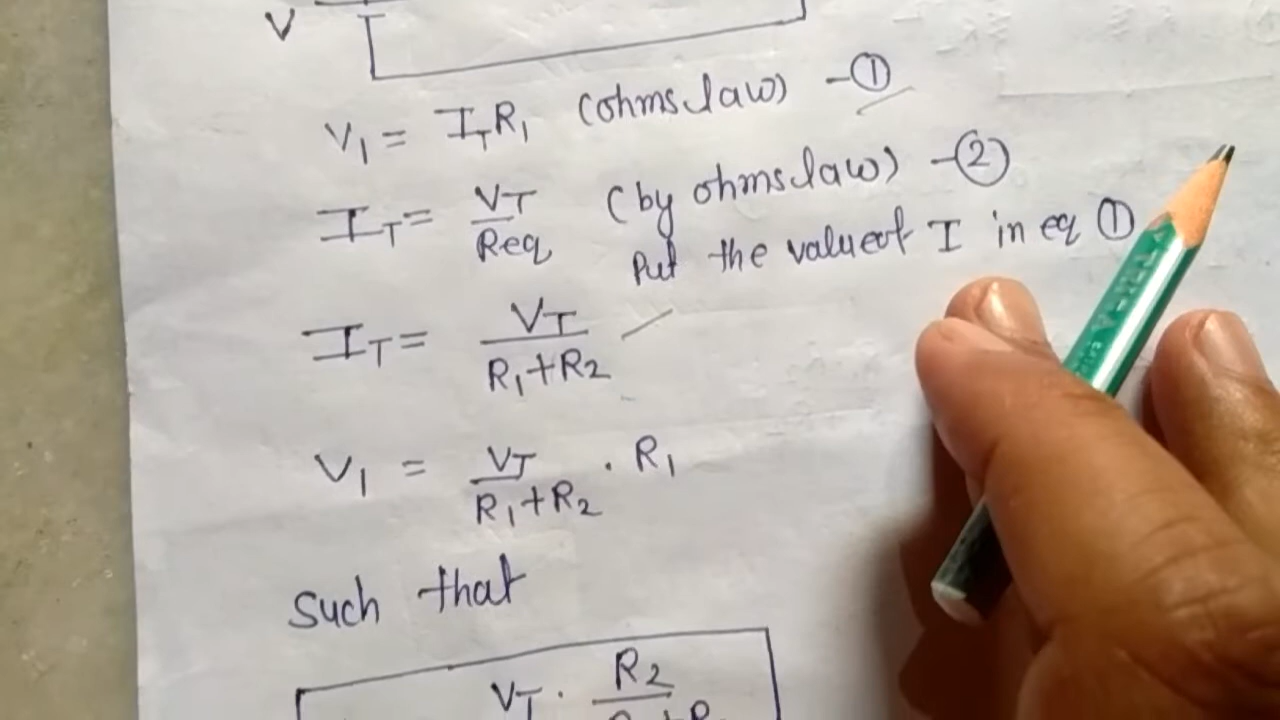 V
V₁ = I_T R₁ (ohms law) - ①
I_T = V_T / Req (by ohms law) - ②
Put the value of I in eq ①
I_T = V_T / R₁+R₂
V₁ = V_T / R₁+R₂ . R₁
Such that
V_T . R₂